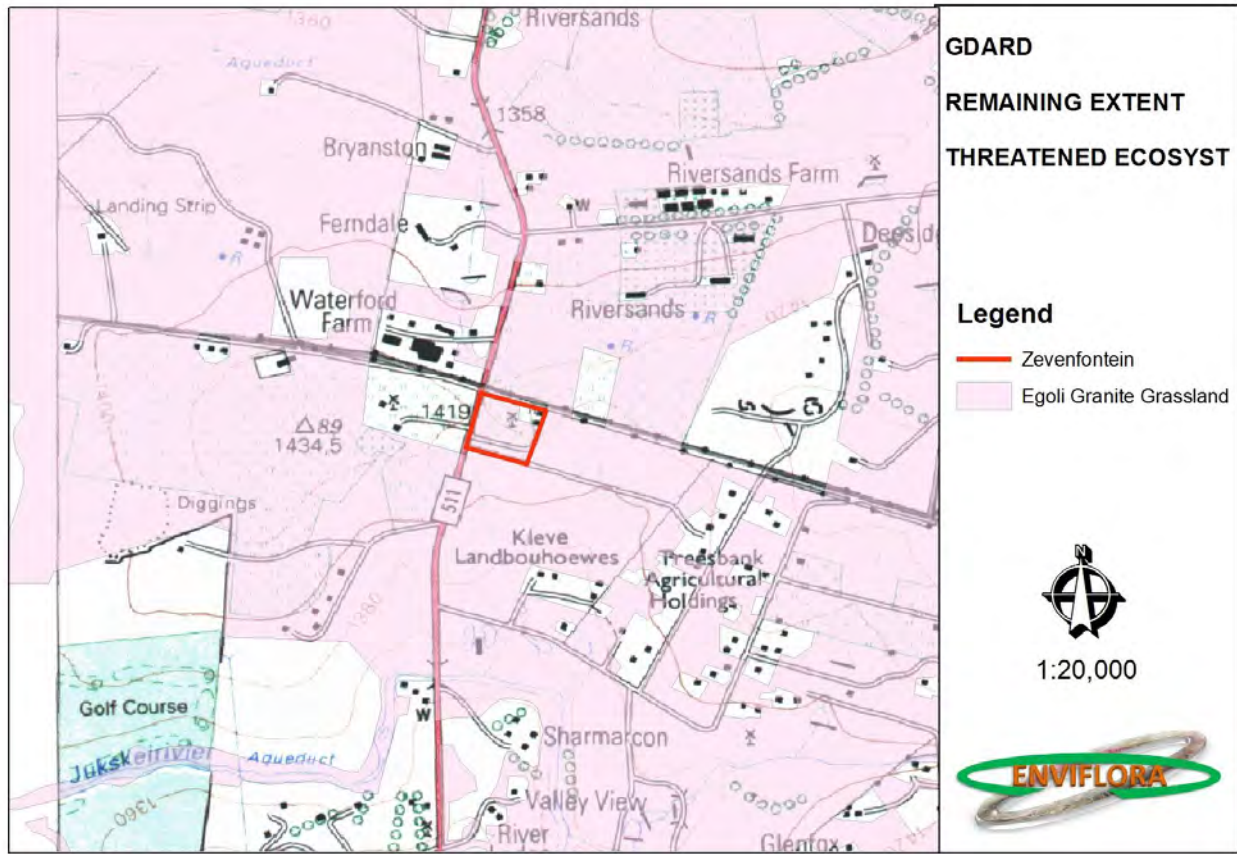 1360
Riversands
Aqueduct
1358
Bryanston
Riversands Farm
Landing Strip
Ferndale
W
R
Waterford
Farm
Riversands
R
R
1419
89
1434,5
511
Diggings
Kleve
Landbouhoewes
Treesbank
Agricultural
Holdings
1380
Golf Course
W
Jukskeirivier
Aqueduct
Sharmarcon
1360
Valley View
River
Glenfox
GDARD
REMAINING EXTENT
THREATENED ECOSYST
Legend
Zevenfontein
Egoli Granite Grassland
N
1:20,000
ENVIFLORA